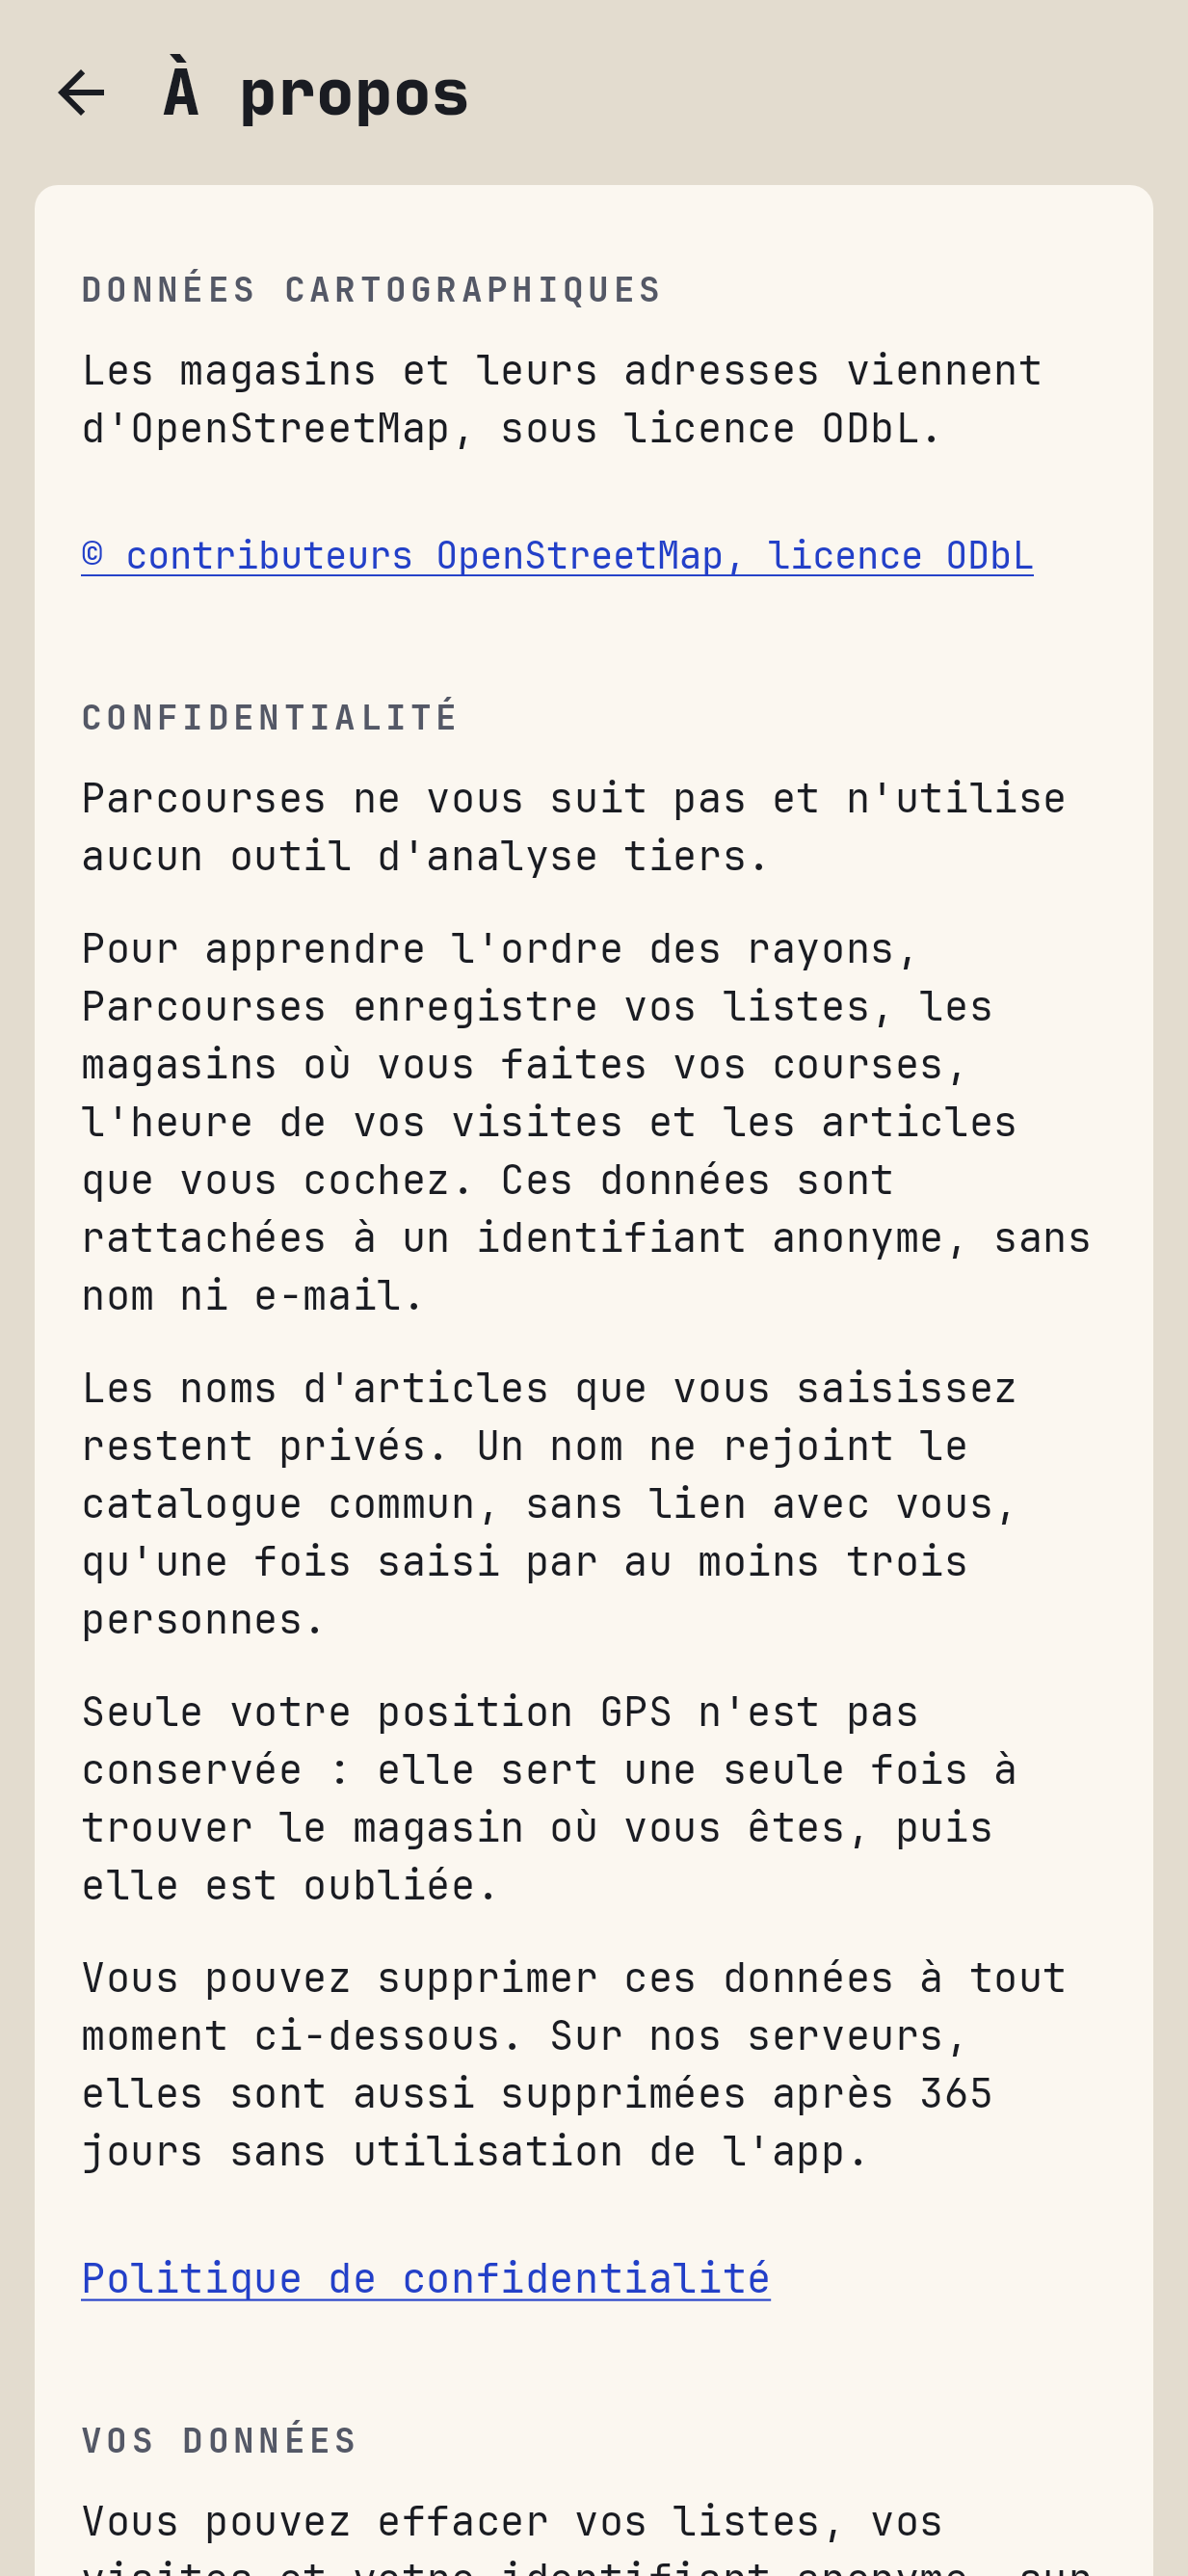 À propos
DONNÉES CARTOGRAPHIQUES
Les magasins et leurs adresses viennent
d'OpenStreetMap, sous licence ODbL.
© contributeurs OpenStreetMap, licence ODbL
CONFIDENTIALITÉ
Parcourses ne vous suit pas et n'utilise
aucun outil d'analyse tiers.
Pour apprendre l'ordre des rayons,
Parcourses enregistre vos listes, les
magasins où vous faites vos courses,
l'heure de vos visites et les articles
que vous cochez. Ces données sont
rattachées à un identifiant anonyme, sans
nom ni e-mail.
Les noms d'articles que vous saisissez
restent privés. Un nom ne rejoint le
catalogue commun, sans lien avec vous,
qu'une fois saisi par au moins trois
personnes.
Seule votre position GPS n'est pas
conservée : elle sert une seule fois à
trouver le magasin où vous êtes, puis
elle est oubliée.
Vous pouvez supprimer ces données à tout
moment ci-dessous. Sur nos serveurs,
elles sont aussi supprimées après 365
jours sans utilisation de l'app.
Politique de confidentialité
VOS DONNÉES
Vous pouvez effacer vos listes, vos
visites et votre identifiant anonyme, sur